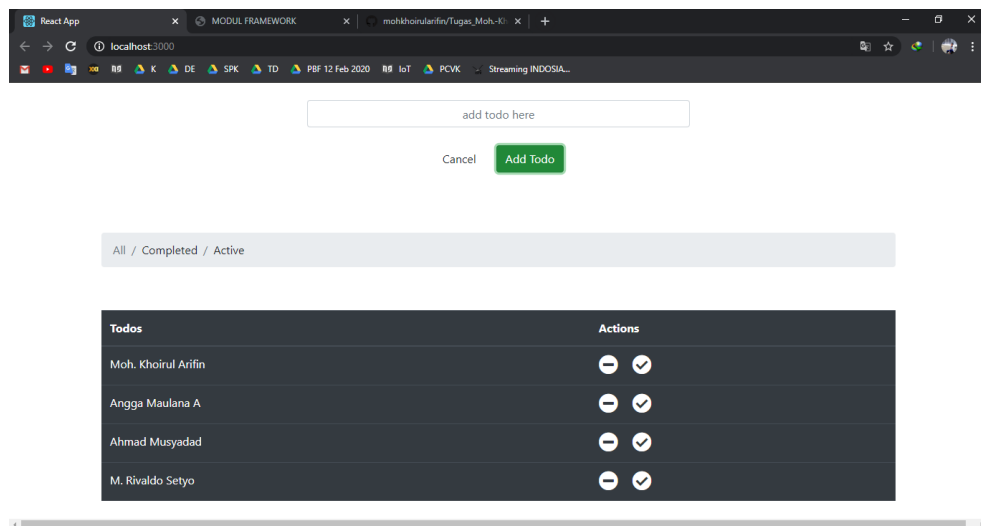 React App
MODUL FRAMEWORK
mohkhoirularifin/Tugas_Moh.-Kh
localhost:3000
K DE SPK TD PBF 12 Feb 2020 IoT PCVK Streaming INDOSIA...
add todo here
Cancel Add Todo
All / Completed / Active
Todos Actions
Moh. Khoirul Arifin
Angga Maulana A
Ahmad Musyadad
M. Rivaldo Setyo